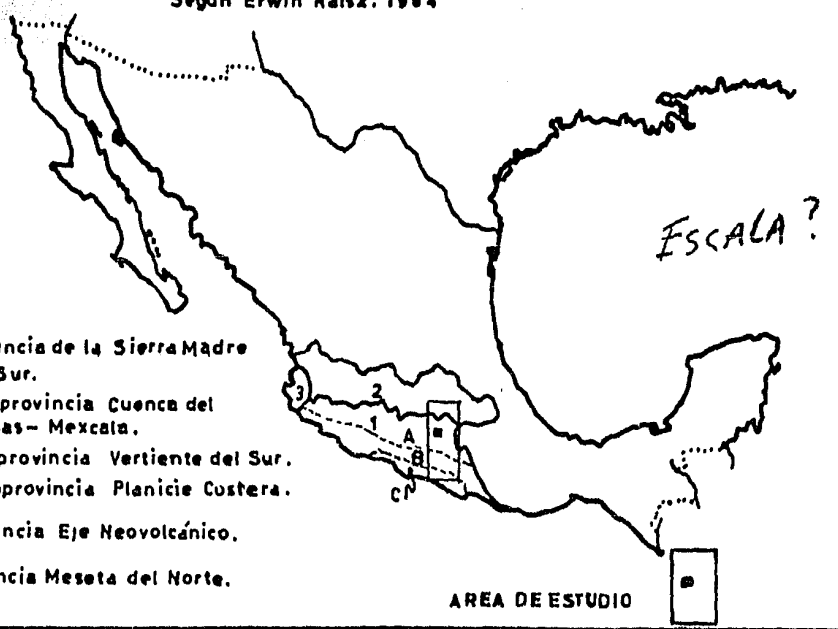 Según Erwin Raisz. 1964
ESCALA ?
encia de la Sierra Madre
Sur.
provincia Cuenca del
as- Mexcala.
provincia Vertiente del Sur.
provincia Planicie Costera.
ncia Eje Neovolcánico.
ncia Meseta del Norte.
3
2
1
A
B
C
AREA DE ESTUDIO